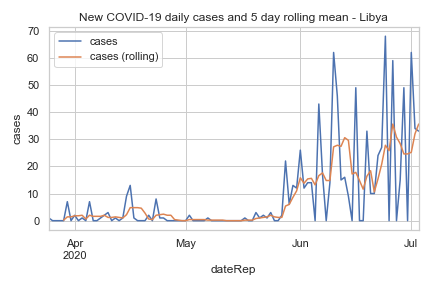 New COVID-19 daily cases and 5 day rolling mean - Libya
cases
cases (rolling)
70
60
50
40
30
20
10
0
cases
Apr
2020
May
Jun
Jul
dateRep